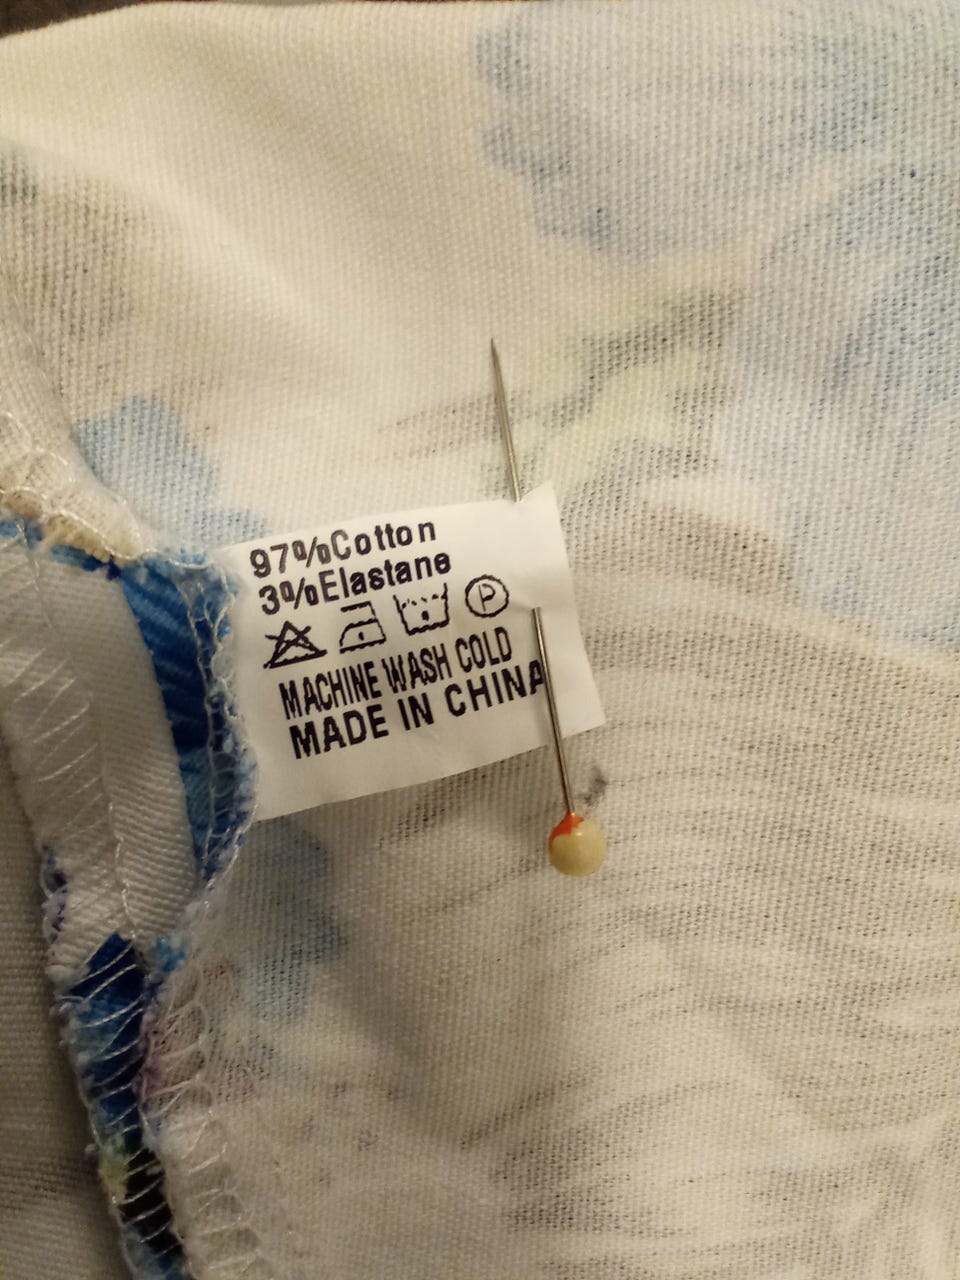 97%Cotton
3%Elastane
P
MACHINE WASH COLD
MADE IN CHINA